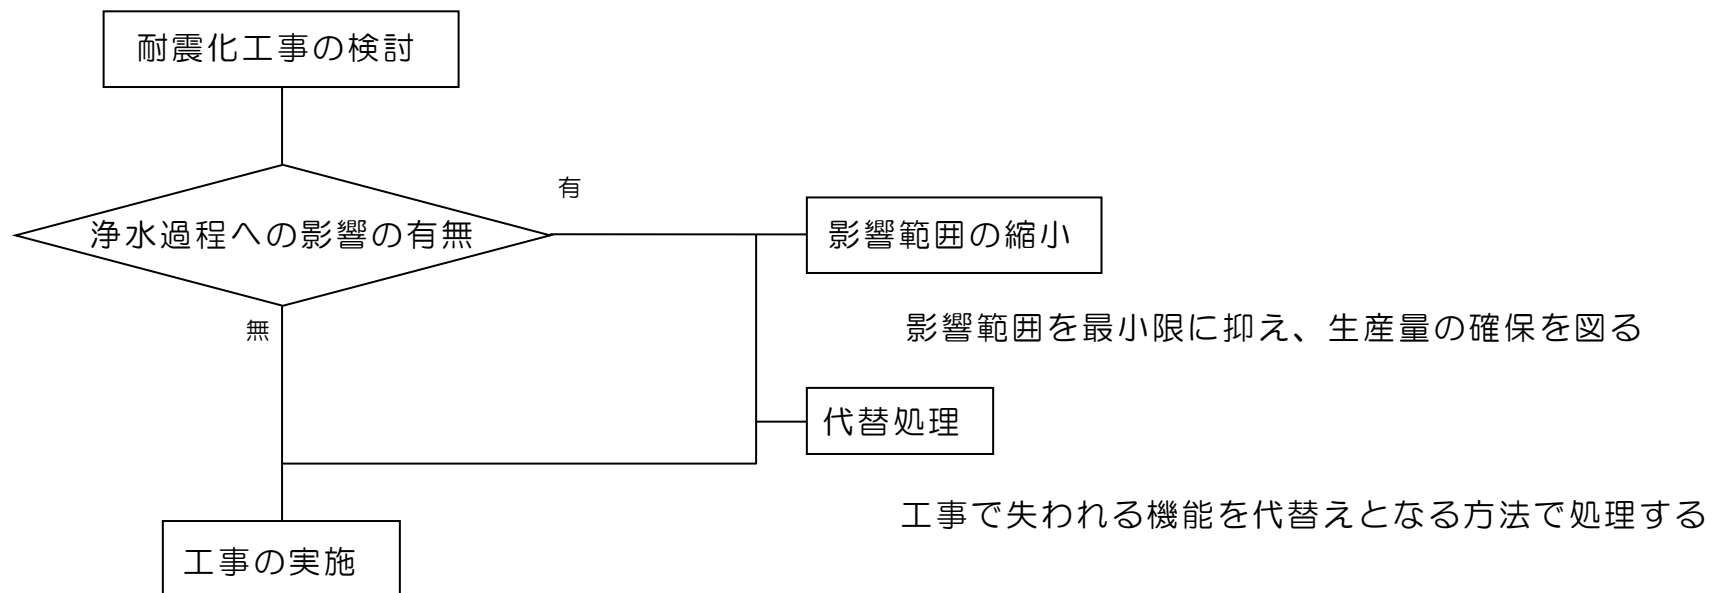 耐震化工事の検討
有
浄水過程への影響の有無
影響範囲の縮小
無
影響範囲を最小限に抑え、生産量の確保を図る
代替処理
工事で失われる機能を代替えとなる方法で処理する
工事の実施